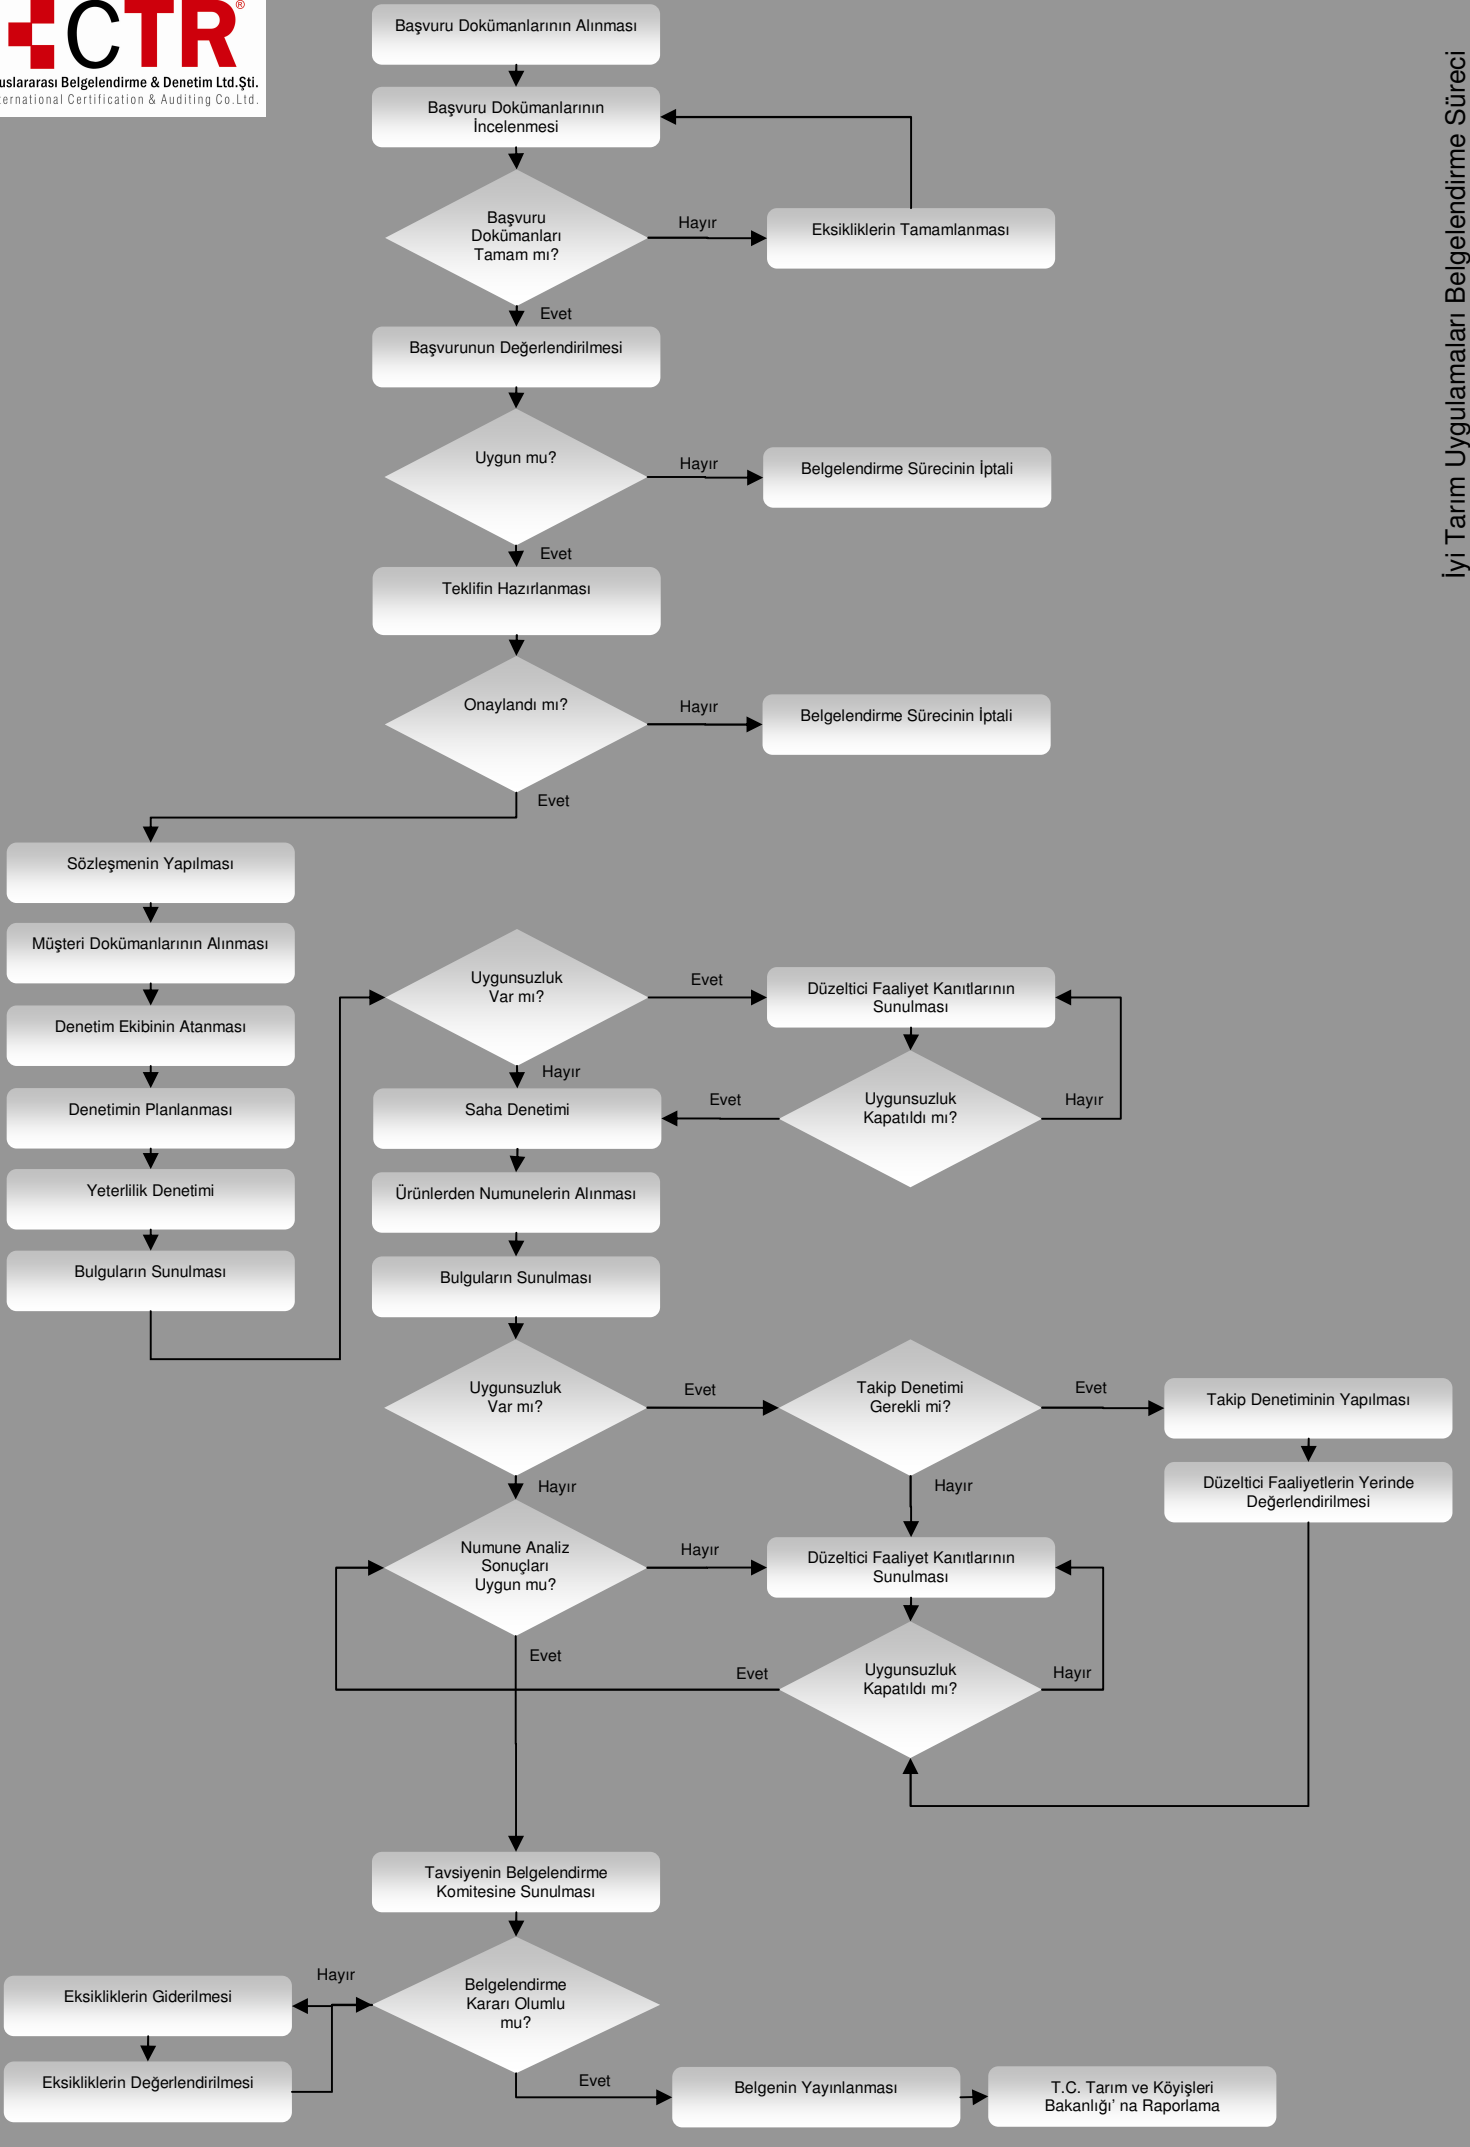 CTR®
uslararası Belgelendirme & Denetim Ltd.Şti.
ternational Certification & Auditing Co.Ltd.
İyi Tarım Uygulamaları Belgelendirme Süreci
Başvuru Dokümanlarının Alınması
Başvuru Dokümanlarının
İncelenmesi
Başvuru
Dokümanları
Tamam mı?
Hayır
Eksikliklerin Tamamlanması
Evet
Başvurunun Değerlendirilmesi
Uygun mu?
Hayır
Belgelendirme Sürecinin İptali
Evet
Teklifin Hazırlanması
Onaylandı mı?
Hayır
Belgelendirme Sürecinin İptali
Evet
Sözleşmenin Yapılması
Müşteri Dokümanlarının Alınması
Denetim Ekibinin Atanması
Denetimin Planlanması
Yeterlilik Denetimi
Bulguların Sunulması
Uygunsuzluk
Var mı?
Evet
Düzeltici Faaliyet Kanıtlarının
Sunulması
Hayır
Saha Denetimi
Evet
Uygunsuzluk
Kapatıldı mı?
Hayır
Ürünlerden Numunelerin Alınması
Bulguların Sunulması
Uygunsuzluk
Var mı?
Evet
Takip Denetimi
Gerekli mi?
Evet
Takip Denetiminin Yapılması
Düzeltici Faaliyetlerin Yerinde
Değerlendirilmesi
Hayır
Hayır
Numune Analiz
Sonuçları
Uygun mu?
Hayır
Düzeltici Faaliyet Kanıtlarının
Sunulması
Evet
Evet
Uygunsuzluk
Kapatıldı mı?
Hayır
Tavsiyenin Belgelendirme
Komitesine Sunulması
Belgelendirme
Kararı Olumlu
mu?
Hayır
Eksikliklerin Giderilmesi
Eksikliklerin Değerlendirilmesi
Evet
Belgenin Yayınlanması
T.C. Tarım ve Köyişleri
Bakanlığı’ na Raporlama